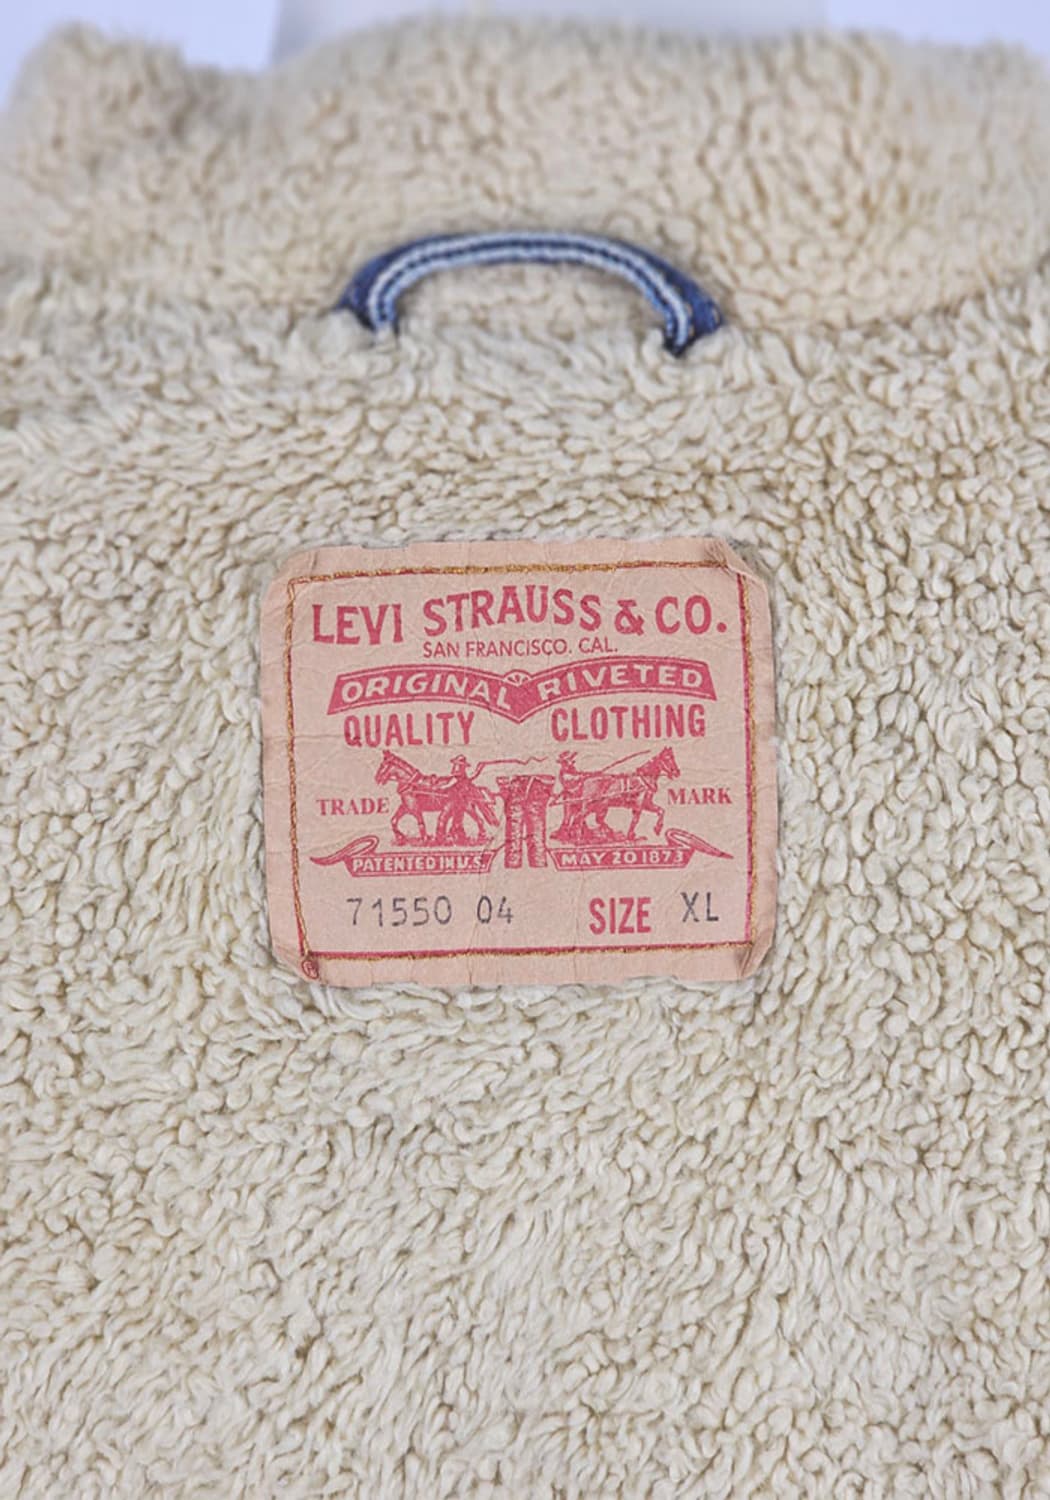 LEVI STRAUSS & CO.
SAN FRANCISCO. CAL.
ORIGINAL RIVETED
QUALITY CLOTHING
TRADE MARK
PATENTED IN U.S. MAY 20 1873
71550 04 SIZE XL
®